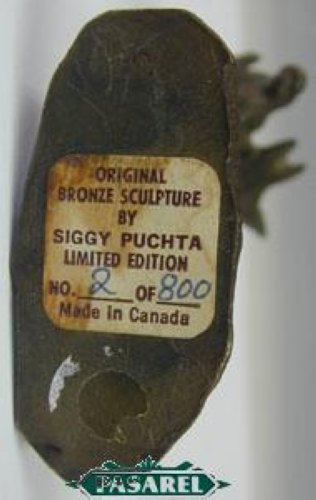 ORIGINAL
BRONZE SCULPTURE
BY
SIGGY PUCHTA
LIMITED EDITION
NO. 2 OF 800
Made in Canada
PASAREL